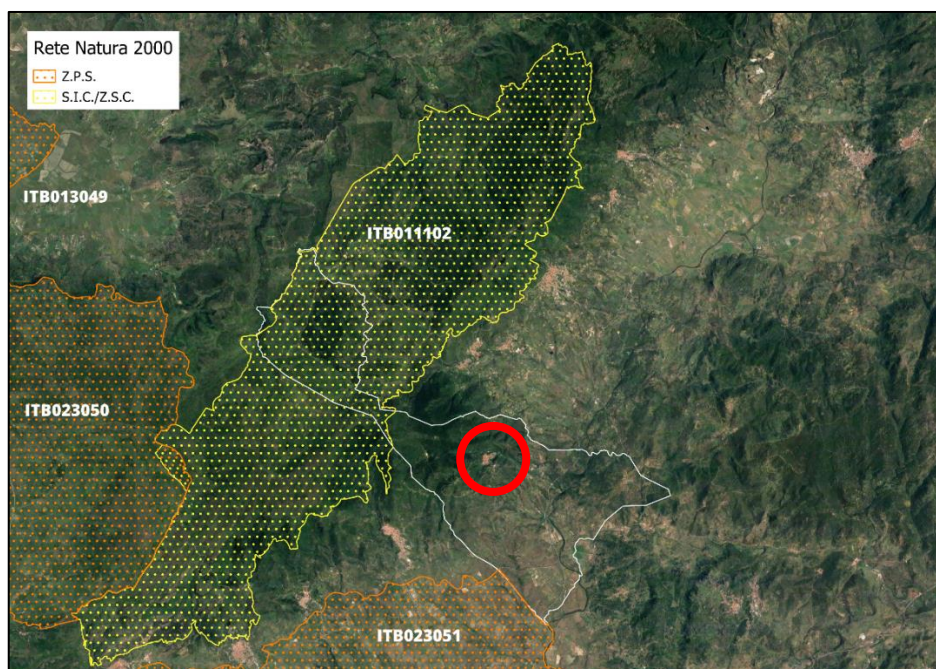 Rete Natura 2000
Z.P.S.
S.I.C./Z.S.C.
ITB013049
ITB011102
ITB023050
ITB023051